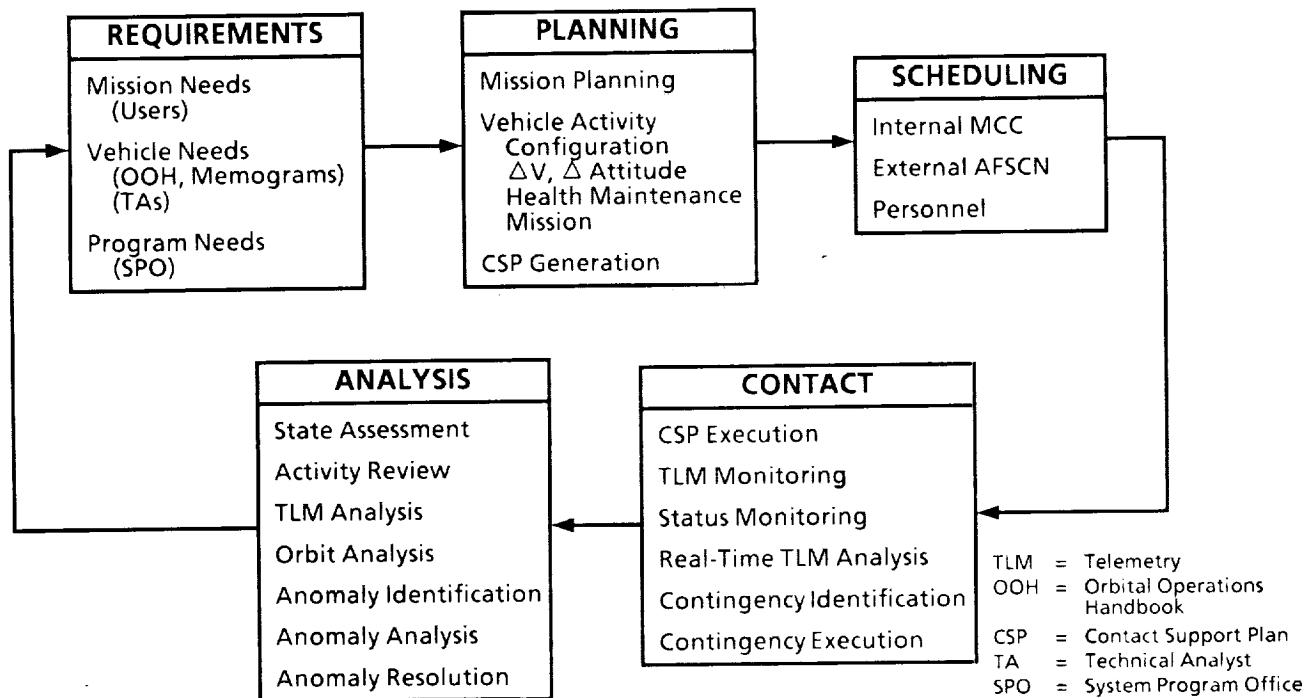 REQUIREMENTS
Mission Needs
(Users)
Vehicle Needs
(OOH, Memograms)
(TAs)
Program Needs
(SPO)
PLANNING
Mission Planning
Vehicle Activity
Configuration
△V, △ Attitude
Health Maintenance
Mission
CSP Generation
SCHEDULING
Internal MCC
External AFSCN
Personnel
ANALYSIS
State Assessment
Activity Review
TLM Analysis
Orbit Analysis
Anomaly Identification
Anomaly Analysis
Anomaly Resolution
CONTACT
CSP Execution
TLM Monitoring
Status Monitoring
Real-Time TLM Analysis
Contingency Identification
Contingency Execution
TLM = Telemetry
OOH = Orbital Operations
Handbook
CSP = Contact Support Plan
TA = Technical Analyst
SPO = System Program Office